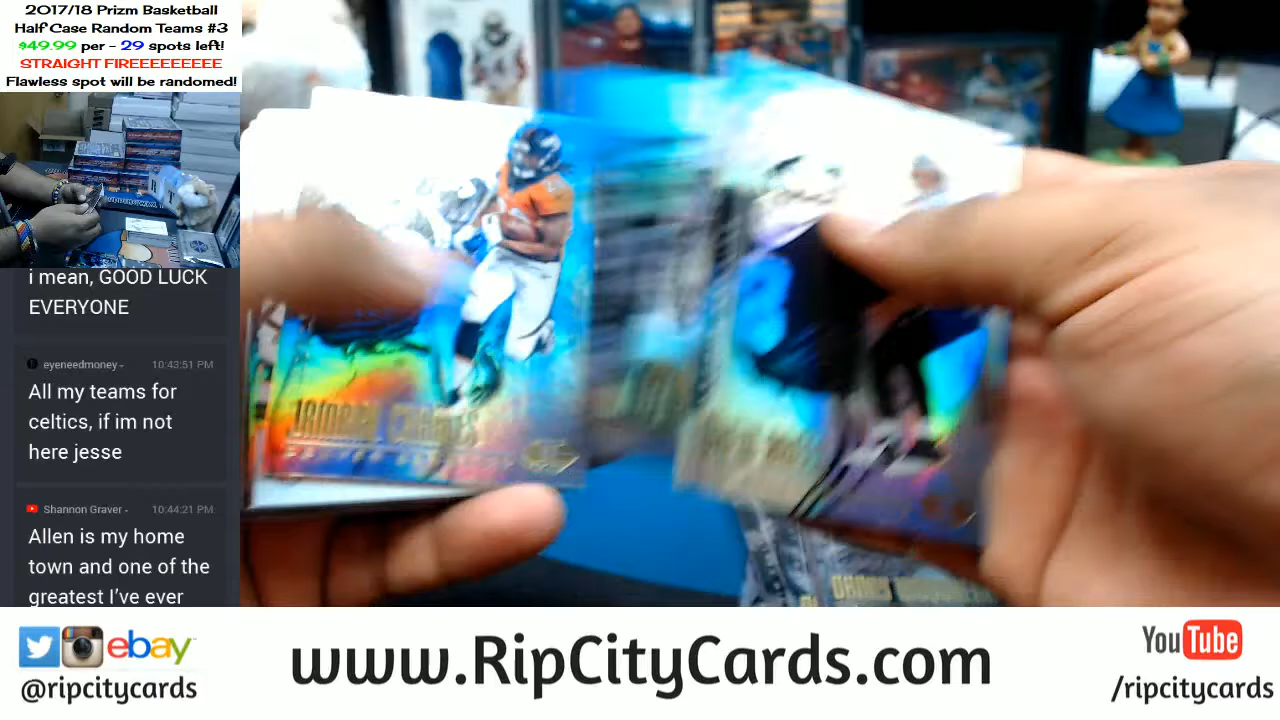 2017/18 Prizm Basketball
Half Case Random Teams #3
$49.99 per - 29 spots left!
STRAIGHT FIREEEEEEEEE
Flawless spot will be randomed!
i mean, GOOD LUCK
EVERYONE
eyeneedmoney - 10:43:51 PM
All my teams for
celtics, if im not
here jesse
Shannon Graver - 10:44:21 PM
Allen is my home
town and one of the
greatest I've ever
JAMAAL CHARLES
ebay
@ripcitycards
www.RipCityCards.com
YouTube
/ripcitycards